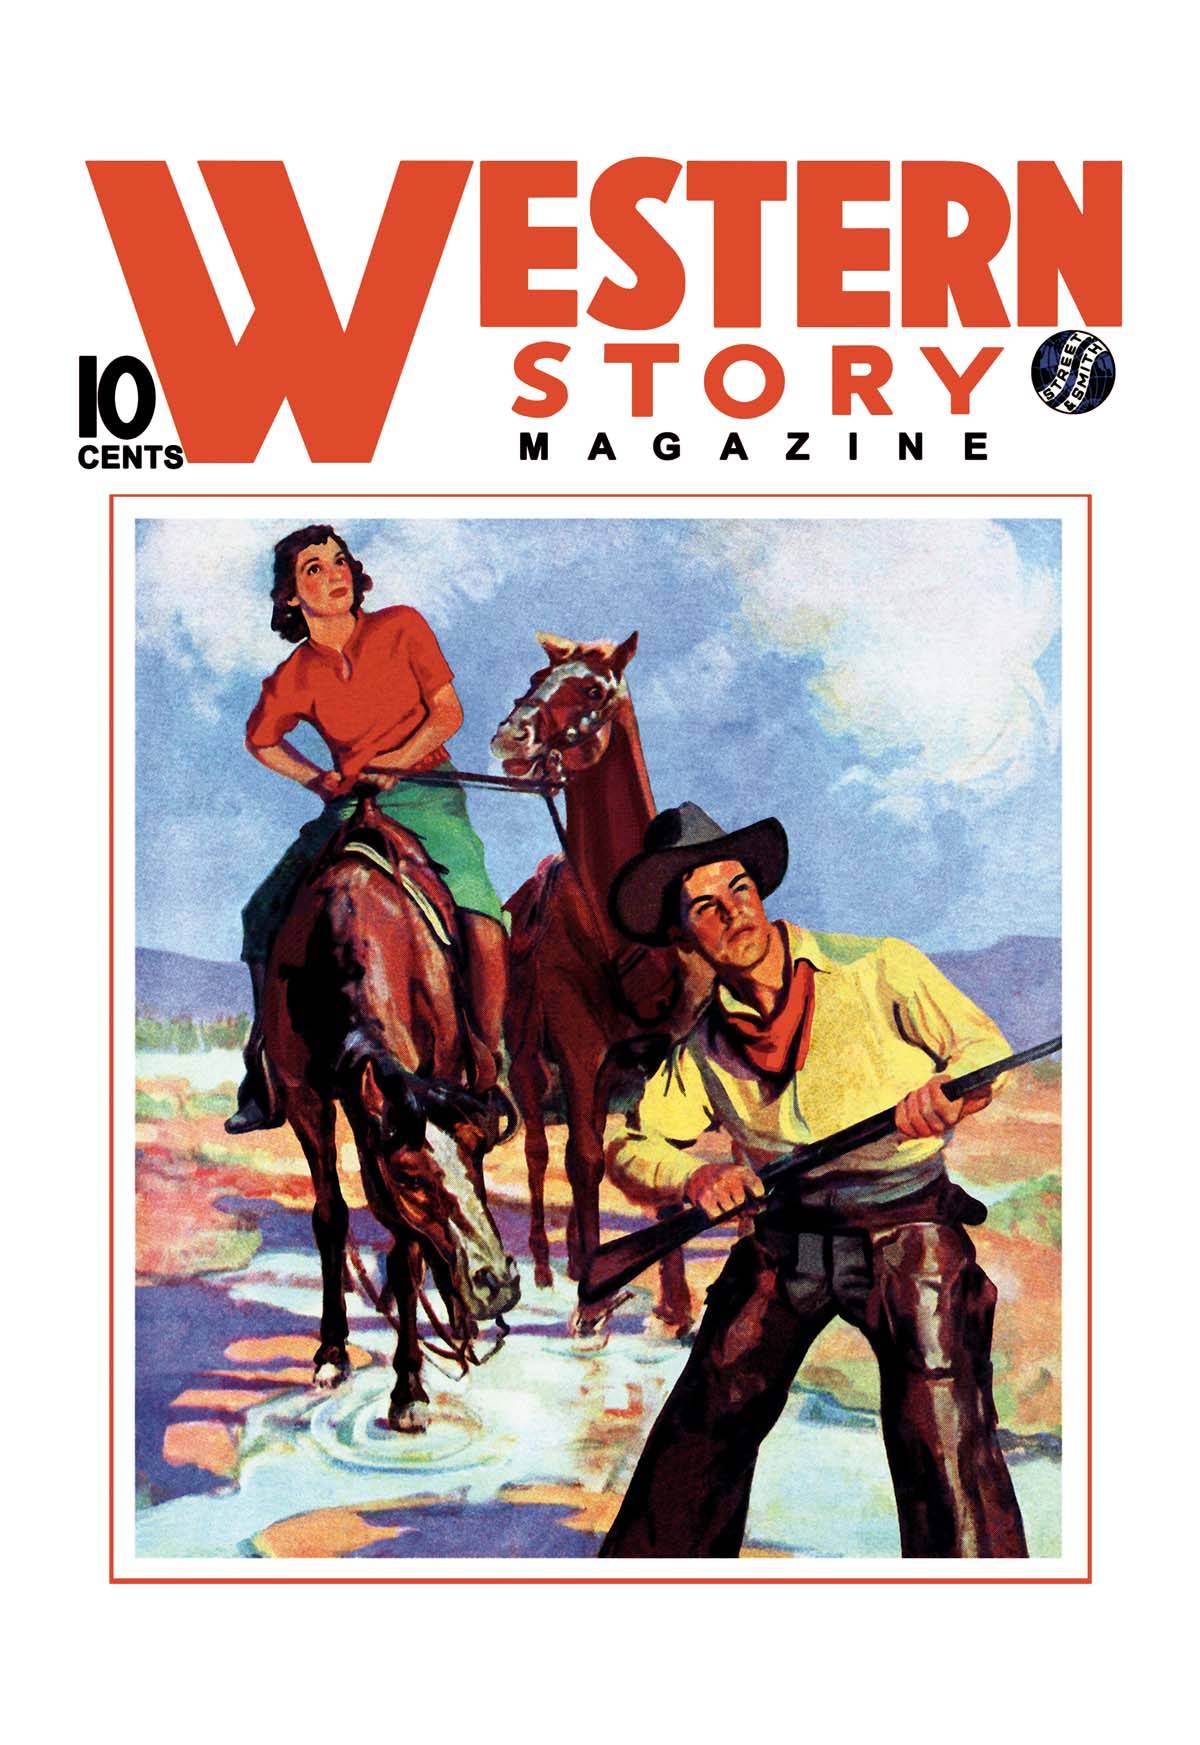 WESTERN
STORY
MAGAZINE
10
CENTS
STREET
& SMITH